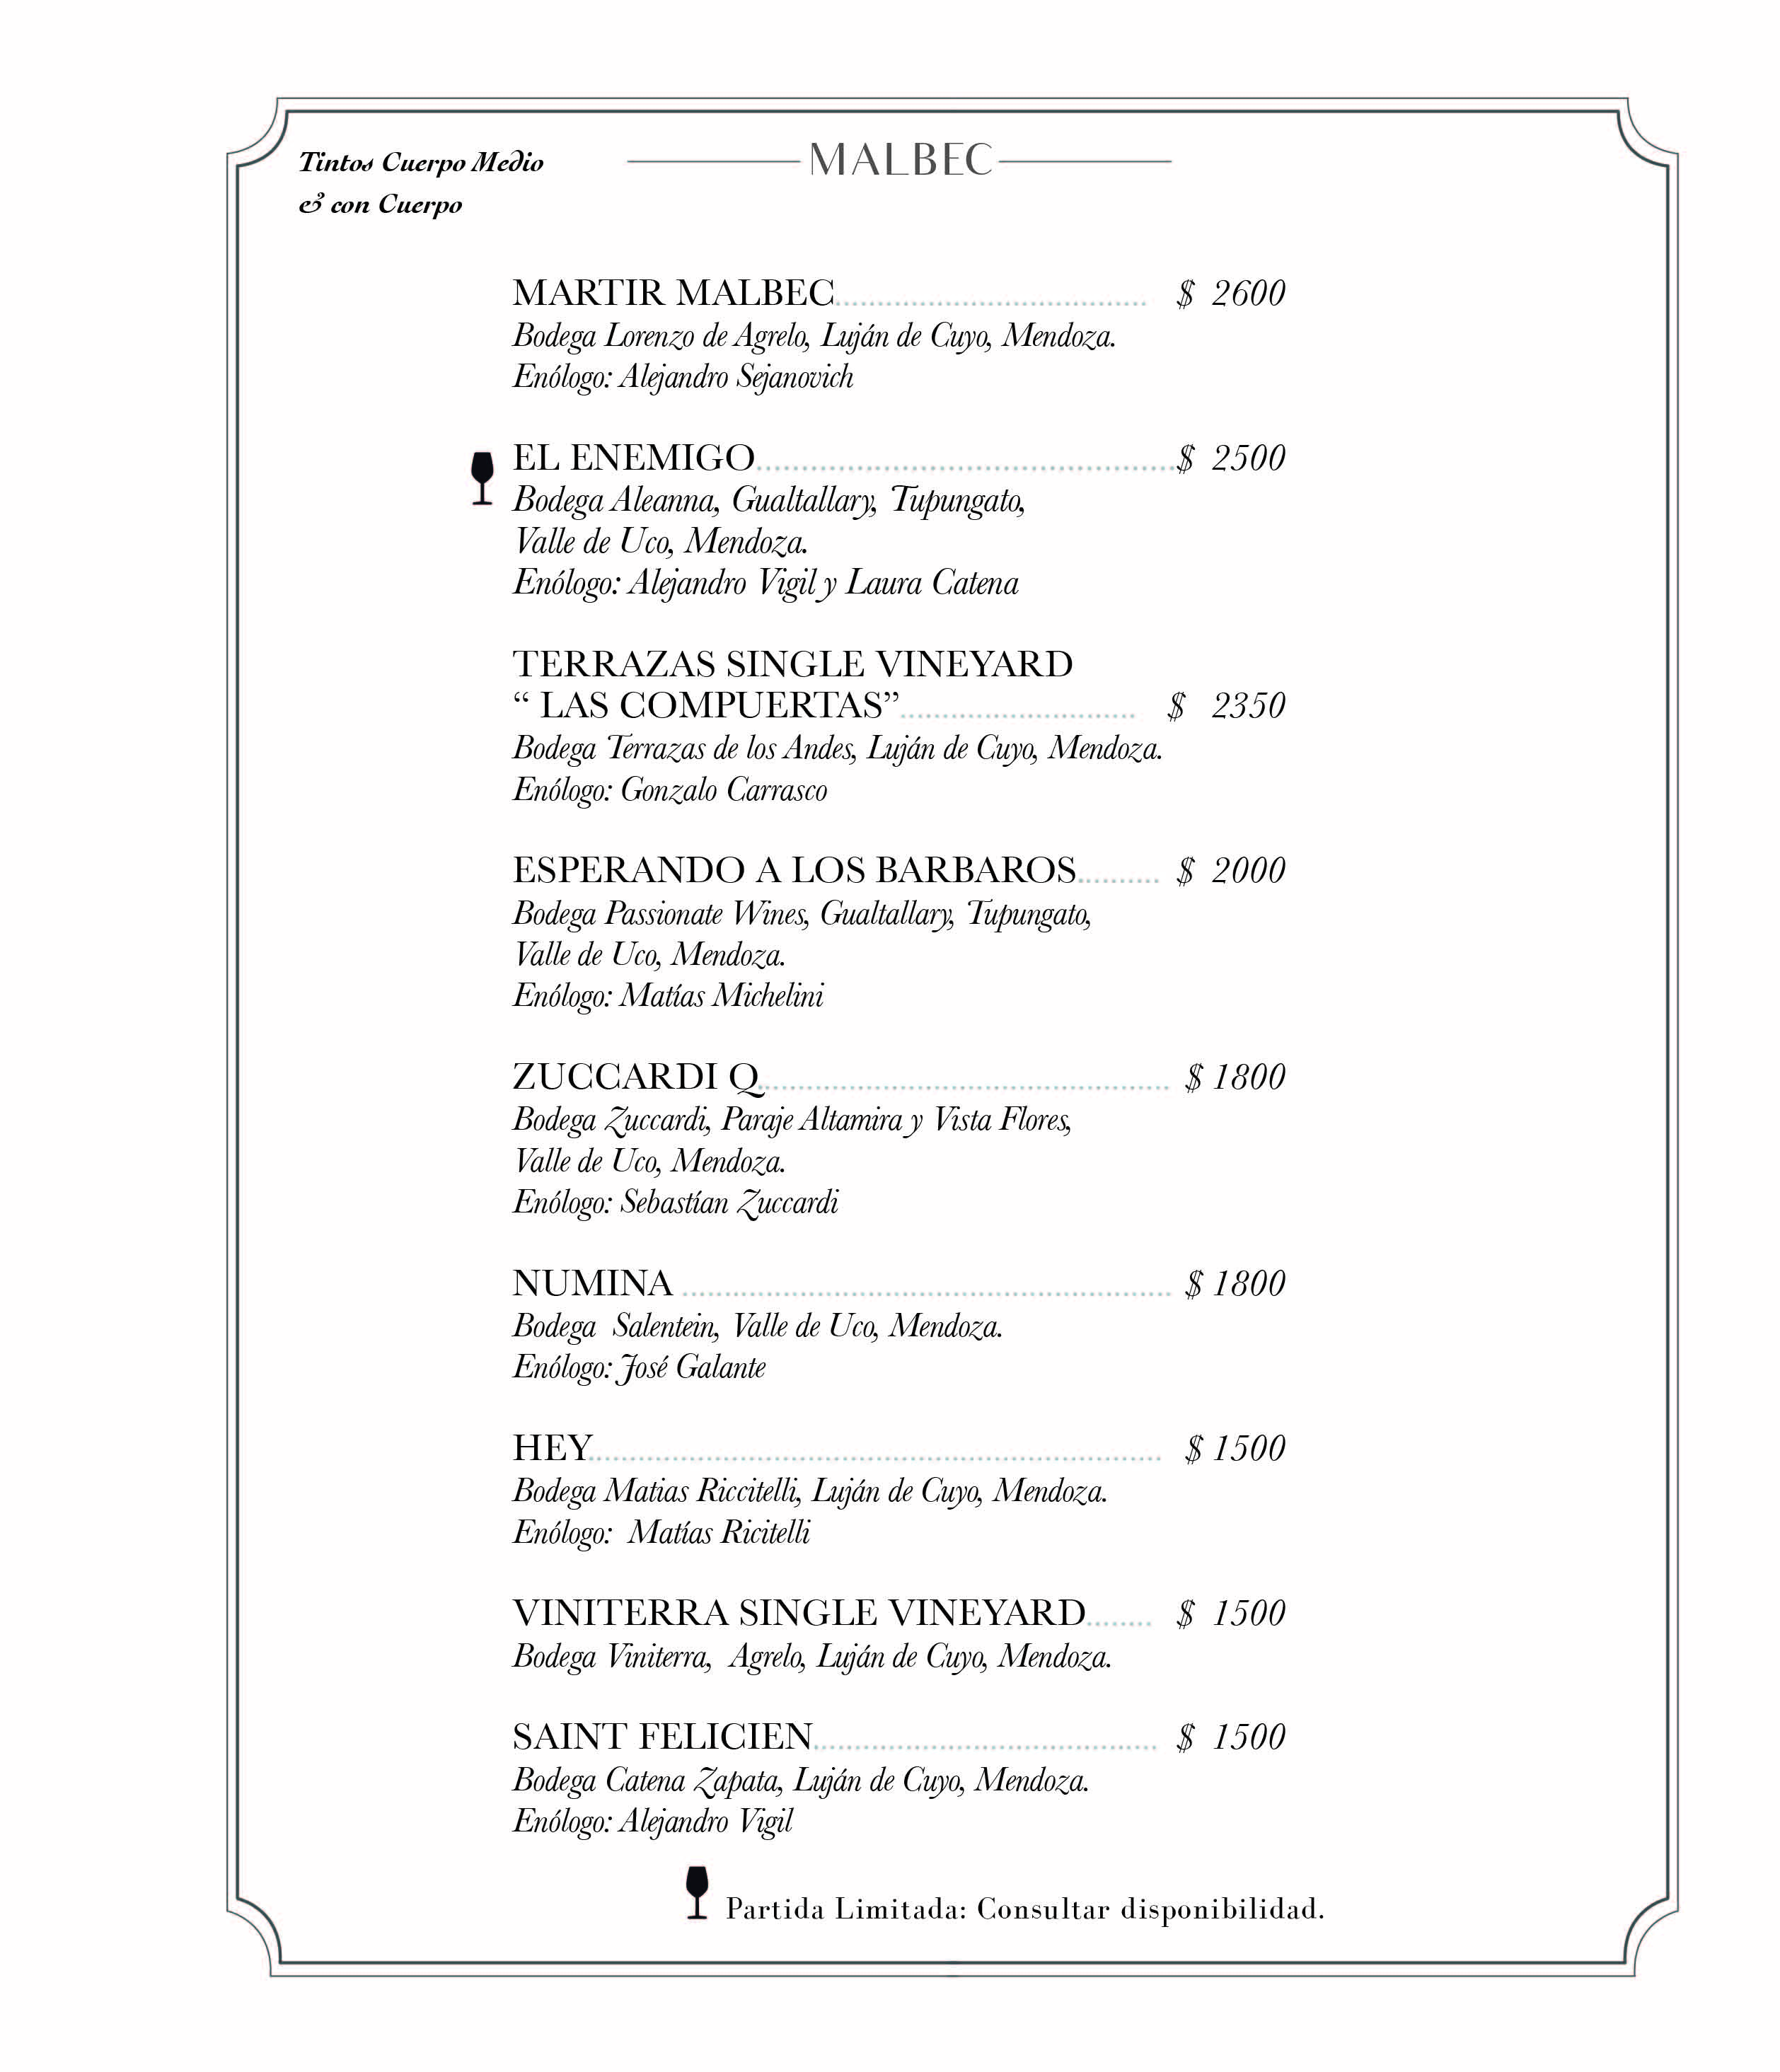 Tintos Cuerpo Medio
& con Cuerpo
MALBEC
MARTIR MALBEC $ 2600
Bodega Lorenzo de Agrelo, Luján de Cuyo, Mendoza.
Enólogo: Alejandro Sejanovich
EL ENEMIGO $ 2500
Bodega Aleanna, Gualtallary, Tupungato,
Valle de Uco, Mendoza.
Enólogo: Alejandro Vigil y Laura Catena
TERRAZAS SINGLE VINEYARD
“ LAS COMPUERTAS” $ 2350
Bodega Terrazas de los Andes, Luján de Cuyo, Mendoza.
Enólogo: Gonzalo Carrasco
ESPERANDO A LOS BARBAROS $ 2000
Bodega Passionate Wines, Gualtallary, Tupungato,
Valle de Uco, Mendoza.
Enólogo: Matías Michelini
ZUCCARDI Q $ 1800
Bodega Zuccardi, Paraje Altamira y Vista Flores,
Valle de Uco, Mendoza.
Enólogo: Sebastían Zuccardi
NUMINA $ 1800
Bodega Salentein, Valle de Uco, Mendoza.
Enólogo: José Galante
HEY $ 1500
Bodega Matias Riccitelli, Luján de Cuyo, Mendoza.
Enólogo: Matías Ricitelli
VINITERRA SINGLE VINEYARD $ 1500
Bodega Viniterra, Agrelo, Luján de Cuyo, Mendoza.
SAINT FELICIEN $ 1500
Bodega Catena Zapata, Luján de Cuyo, Mendoza.
Enólogo: Alejandro Vigil
Partida Limitada: Consultar disponibilidad.